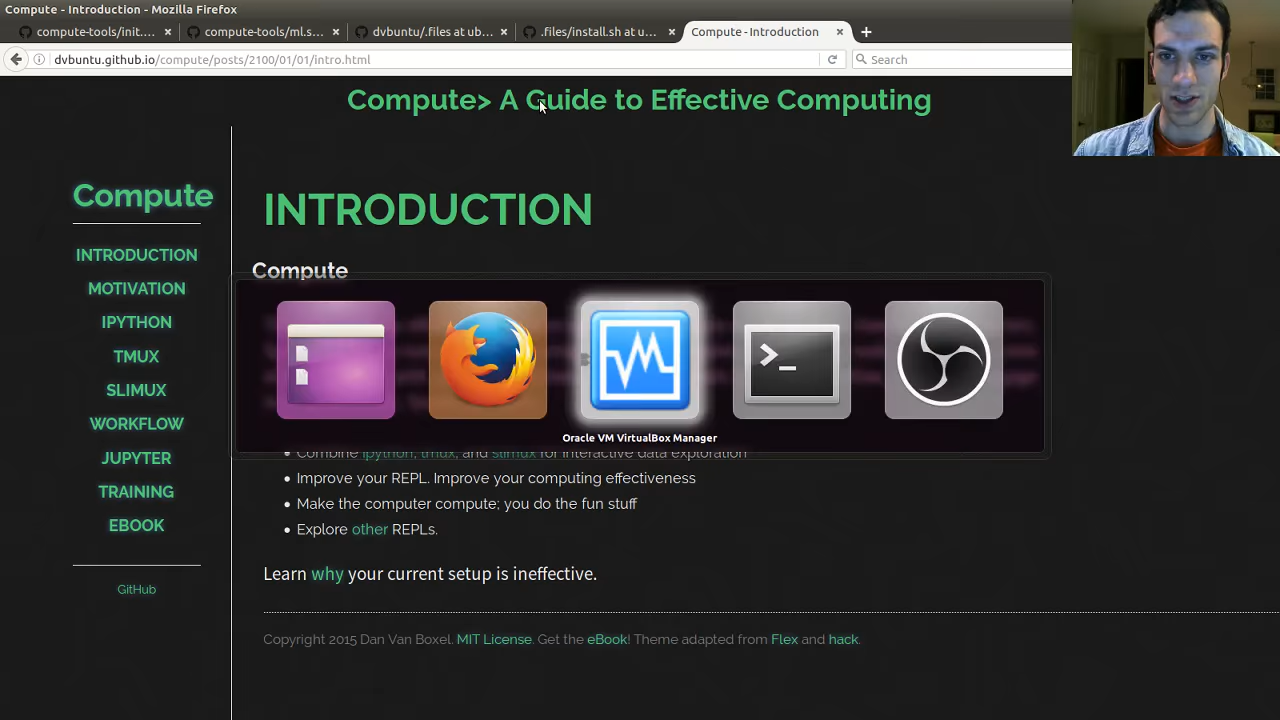 Compute - Introduction - Mozilla Firefox
compute-tools/init.... × compute-tools/ml.s... × dvbuntu/.files at ub... × .files/install.sh at u... × Compute - Introduction × +
dvbuntu.github.io/compute/posts/2100/01/01/intro.html Search
Compute> A Guide to Effective Computing
Compute
INTRODUCTION
MOTIVATION
IPYTHON
TMUX
SLIMUX
WORKFLOW
JUPYTER
TRAINING
EBOOK
GitHub
INTRODUCTION
Compute
>_
Oracle VM VirtualBox Manager
• Combine ipython, tmux, and slimux for interactive data exploration
• Improve your REPL. Improve your computing effectiveness
• Make the computer compute; you do the fun stuff
• Explore other REPLs.
Learn why your current setup is ineffective.
Copyright 2015 Dan Van Boxel. MIT License. Get the eBook! Theme adapted from Flex and hack.